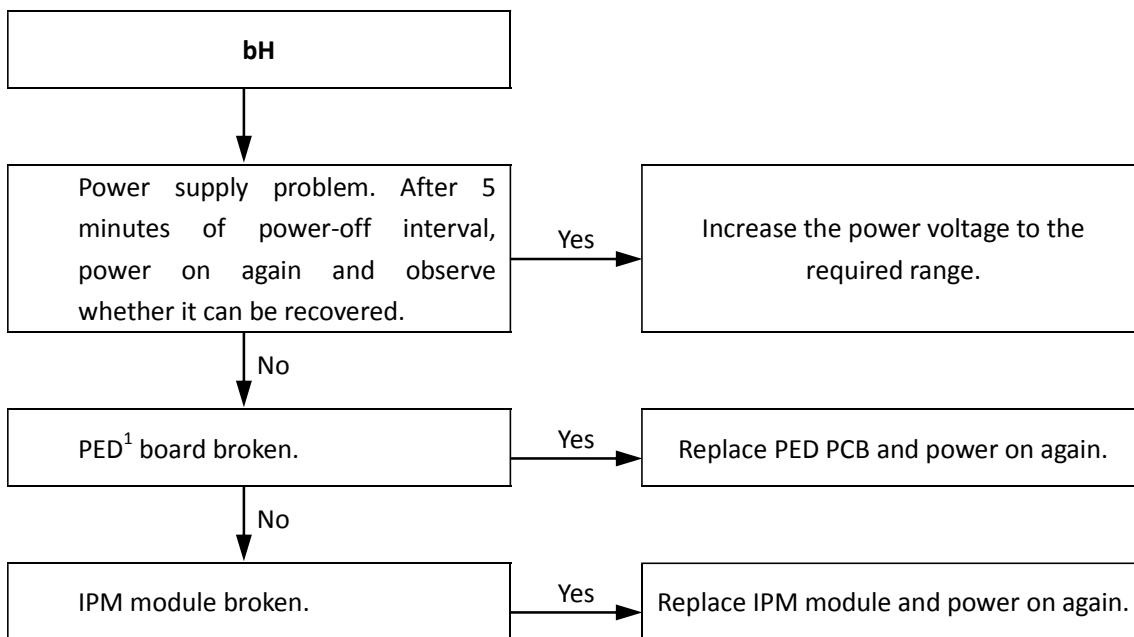 bH
Power supply problem. After 5
minutes of power-off interval,
power on again and observe
whether it can be recovered.
Yes
Increase the power voltage to the
required range.
No
PED¹ board broken.
Yes
Replace PED PCB and power on again.
No
IPM module broken.
Yes
Replace IPM module and power on again.